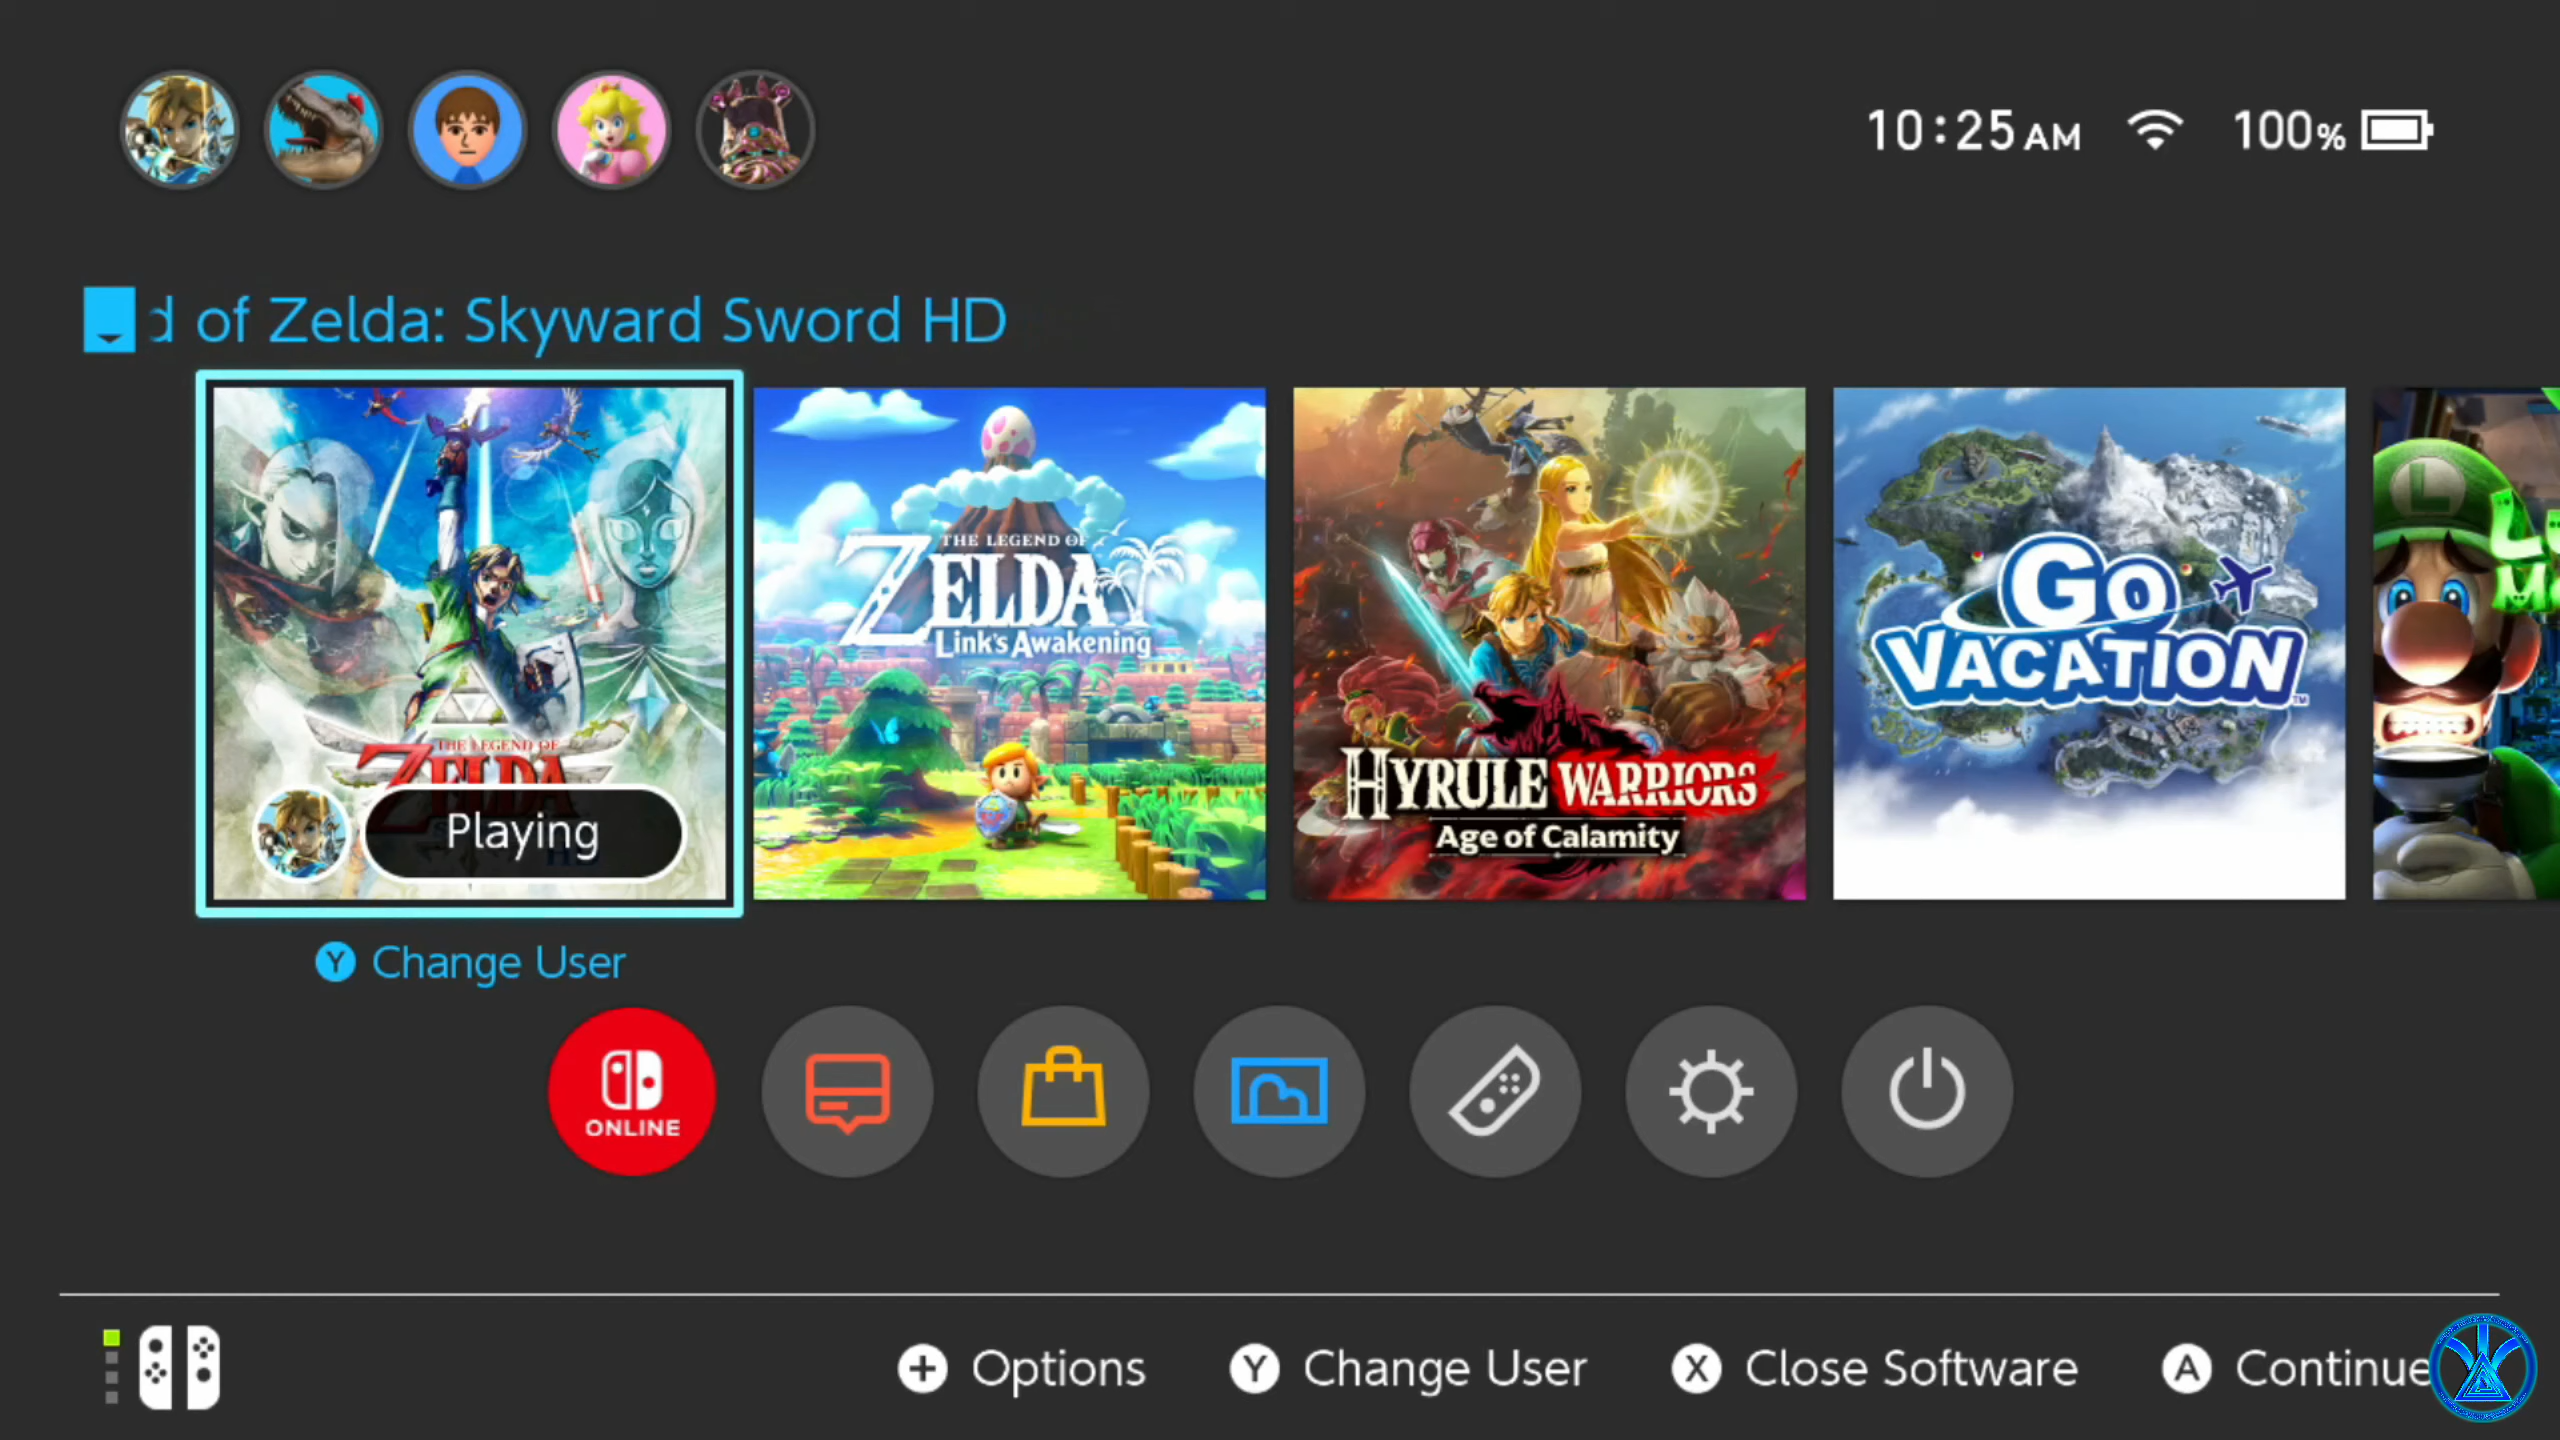 10:25 AM 100%
d of Zelda: Skyward Sword HD
THE LEGEND OF
ZELDA
Playing
THE LEGEND OF
ZELDA
Link's Awakening
HYRULE WARRIORS
Age of Calamity
GO
VACATION
TM
L
Y Change User
ONLINE
+ Options
Y Change User
X Close Software
A Continue